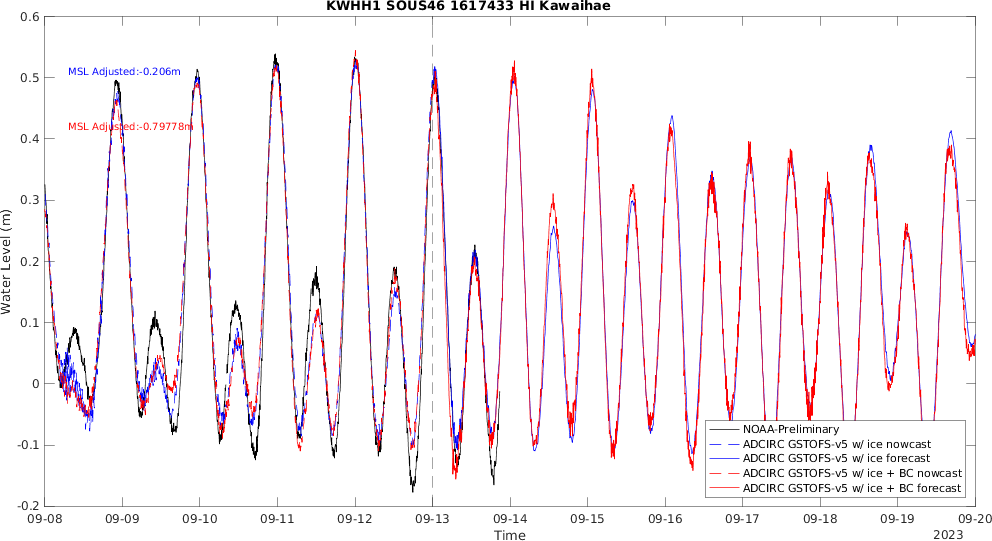 KWHH1 SOUS46 1617433 HI Kawaihae
0.6
0.5
0.4
0.3
0.2
0.1
0
-0.1
-0.2
Water Level (m)
MSL Adjusted:-0.206m
MSL Adjusted:-0.79778m
NOAA-Preliminary
ADCIRC GSTOFS-v5 w/ ice nowcast
ADCIRC GSTOFS-v5 w/ ice forecast
ADCIRC GSTOFS-v5 w/ ice + BC nowcast
ADCIRC GSTOFS-v5 w/ ice + BC forecast
09-08 09-09 09-10 09-11 09-12 09-13 09-14 09-15 09-16 09-17 09-18 09-19 09-20
Time
2023